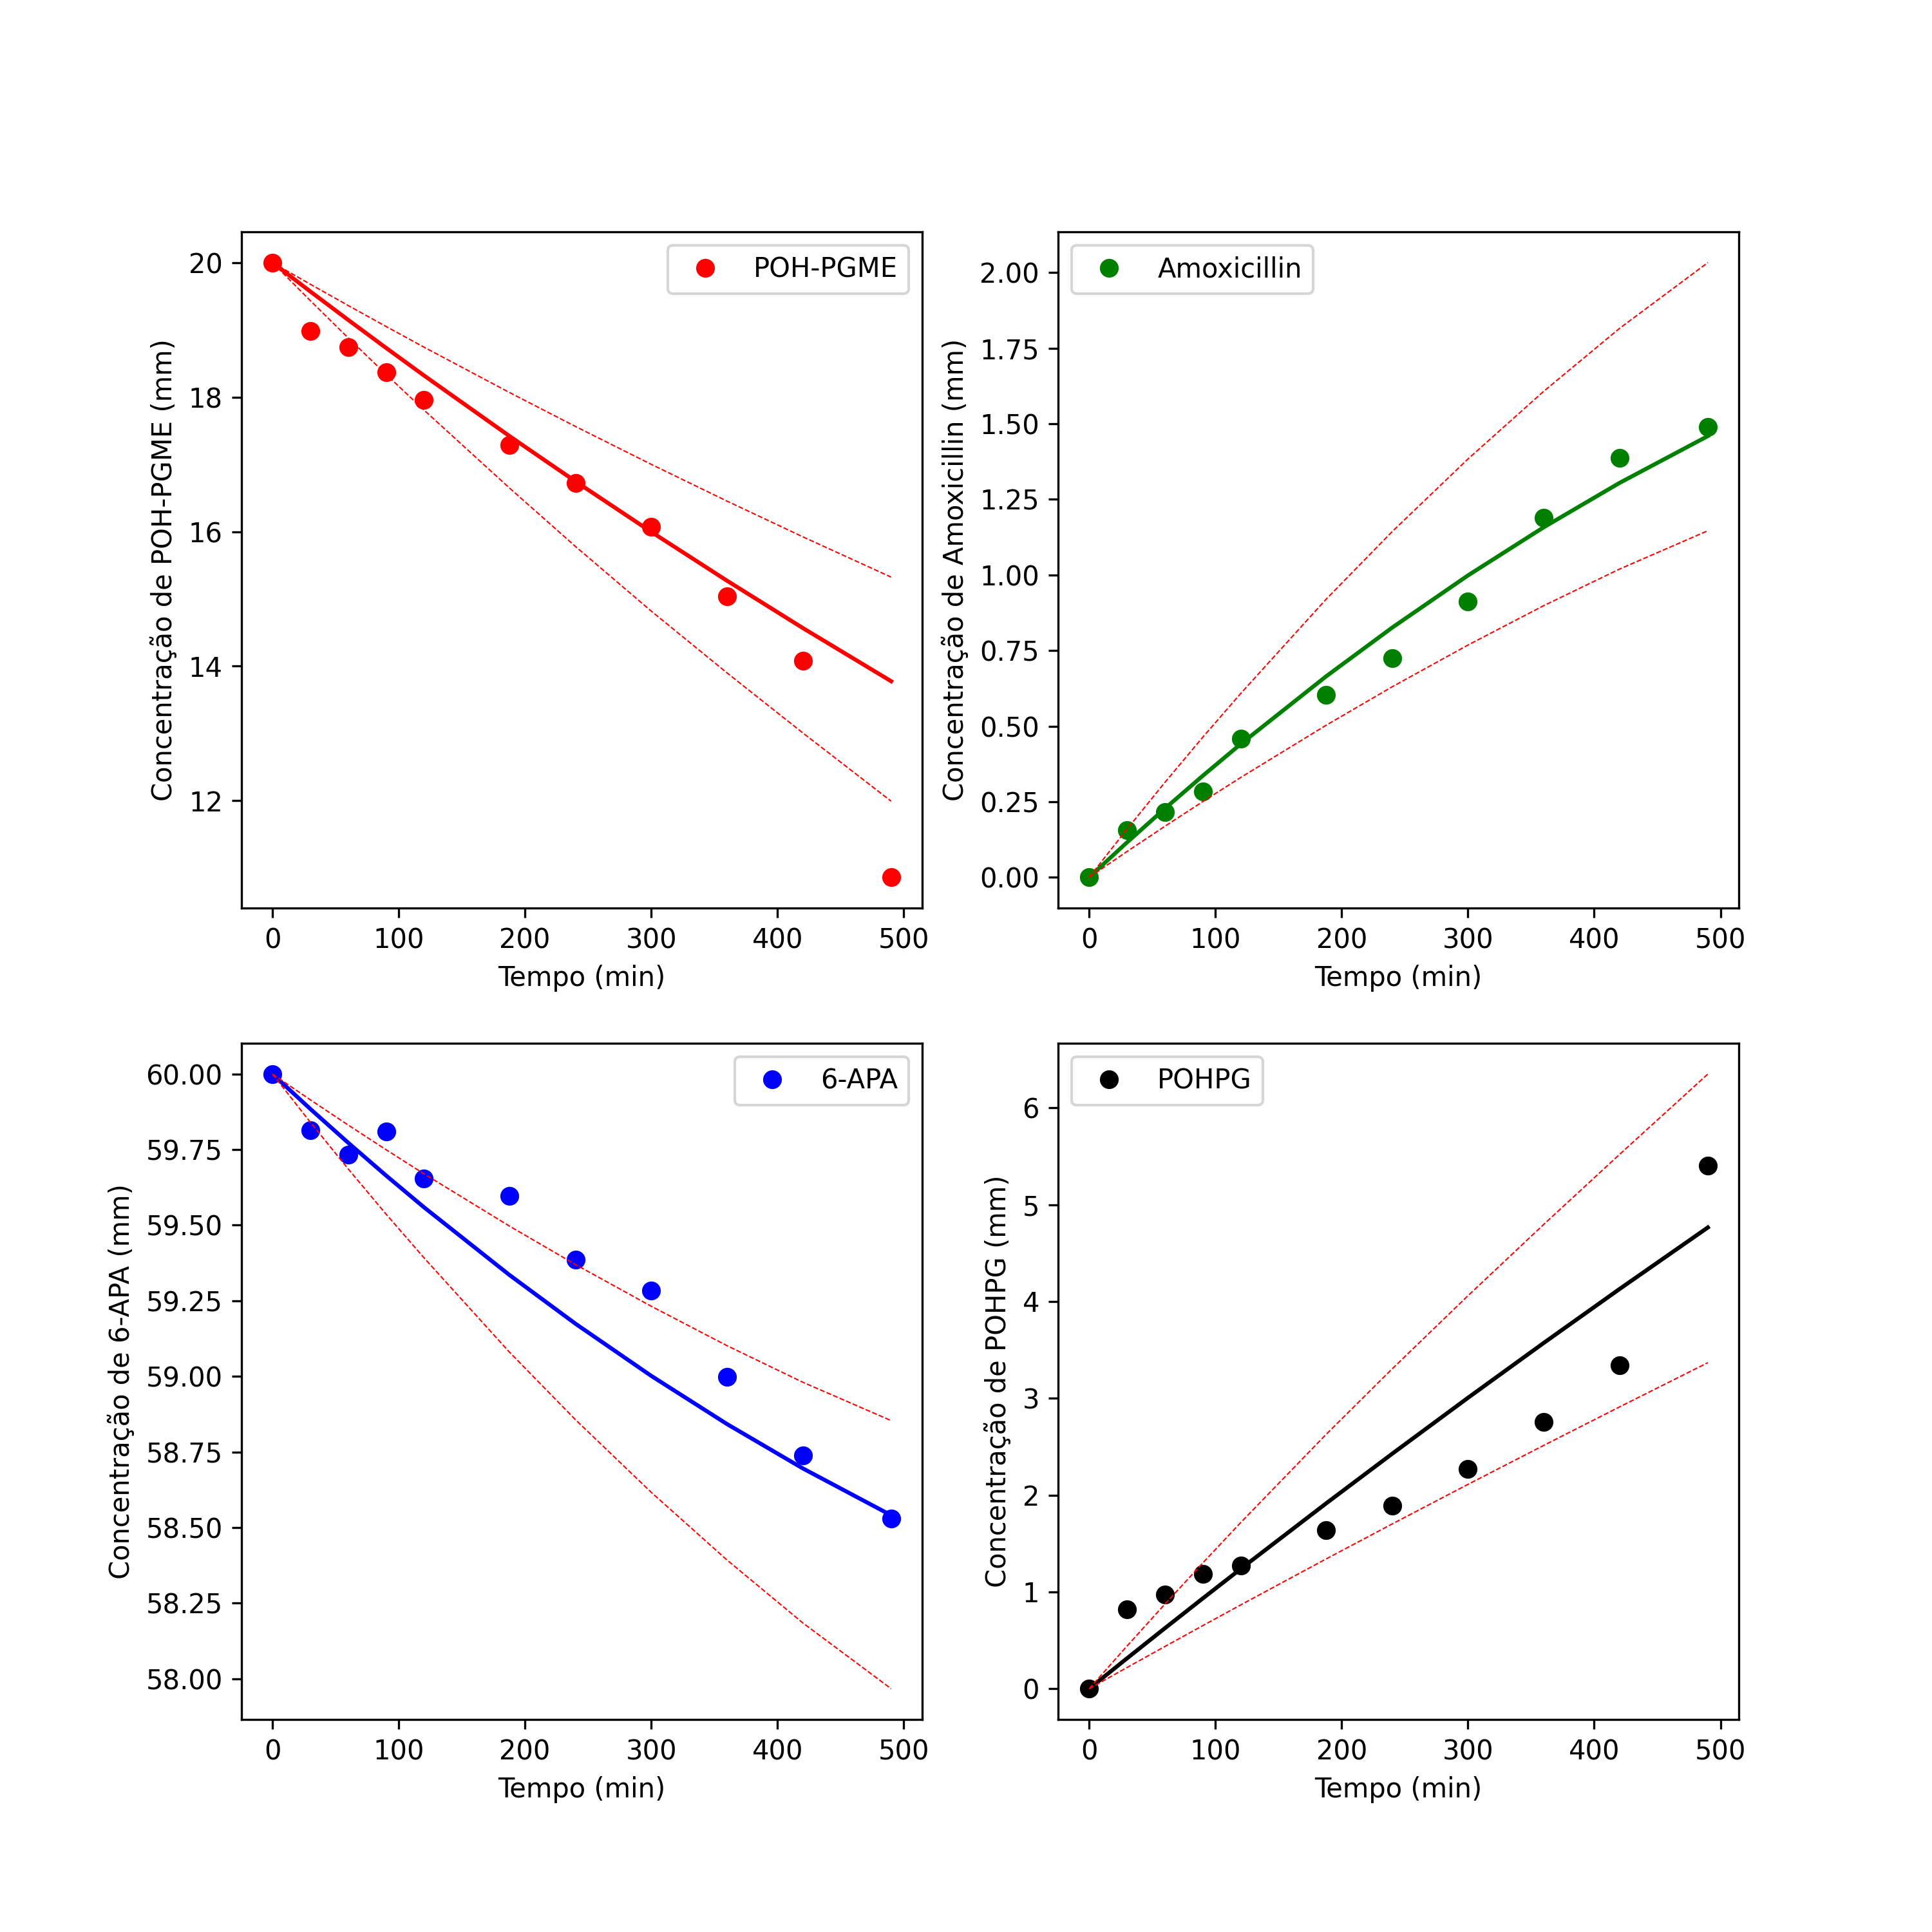 POH-PGME
20
18
16
14
12
Concentração de POH-PGME (mm)
0 100 200 300 400 500
Tempo (min)
Amoxicillin
2.00
1.75
1.50
1.25
1.00
0.75
0.50
0.25
0.00
Concentração de Amoxicillin (mm)
0 100 200 300 400 500
Tempo (min)
6-APA
60.00
59.75
59.50
59.25
59.00
58.75
58.50
58.25
58.00
Concentração de 6-APA (mm)
0 100 200 300 400 500
Tempo (min)
POHPG
6
5
4
3
2
1
0
Concentração de POHPG (mm)
0 100 200 300 400 500
Tempo (min)